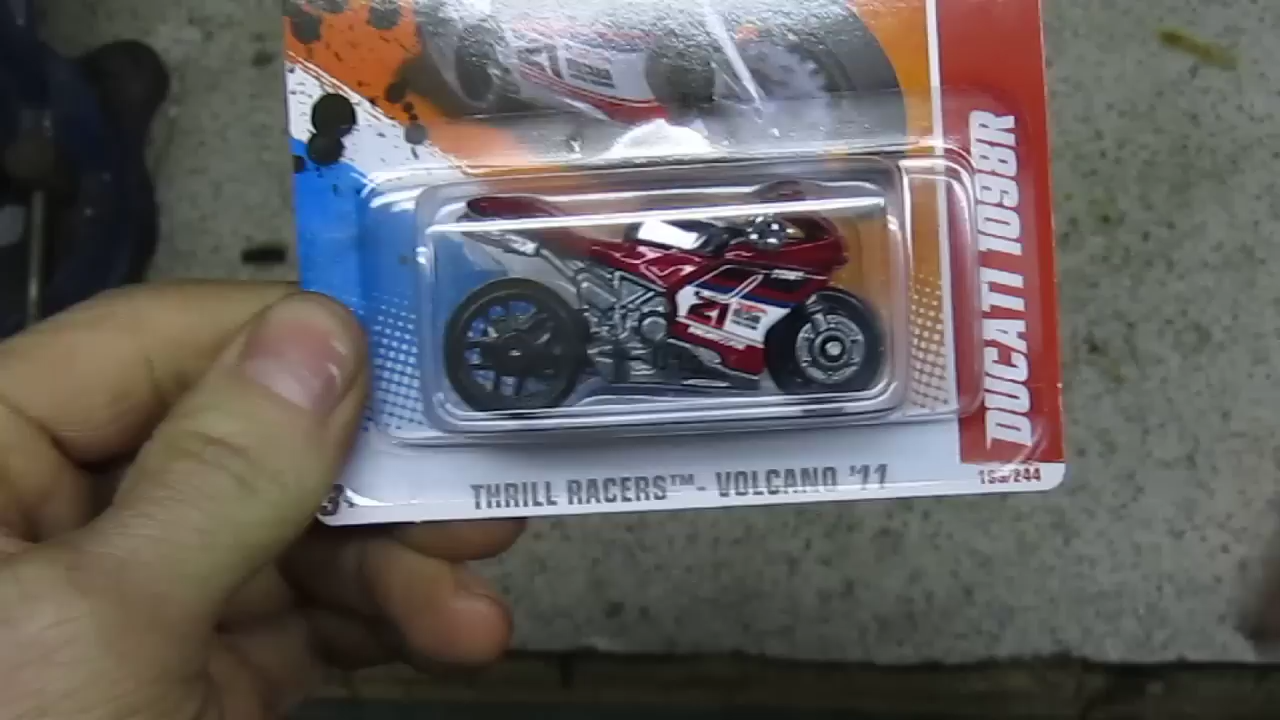 DUCATI 1098R
21
THRILL RACERS™- VOLCANO '11